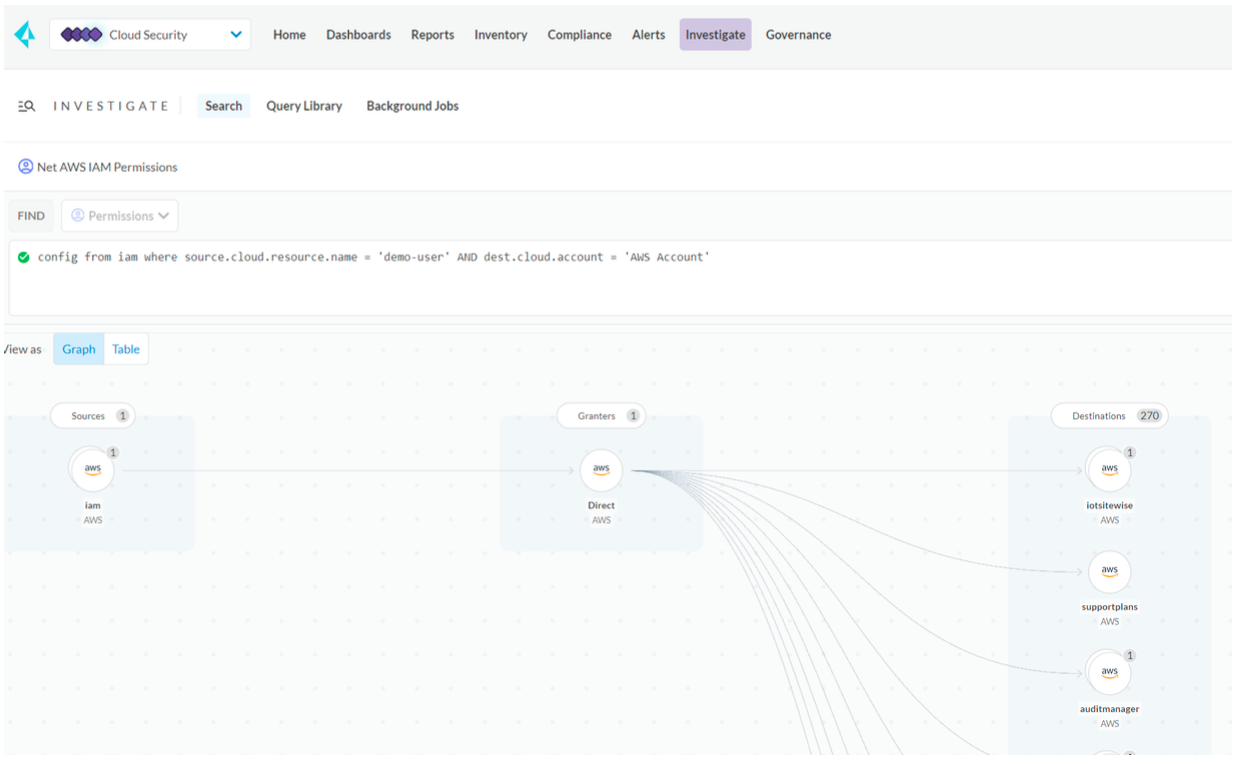 Cloud Security Home Dashboards Reports Inventory Compliance Alerts Investigate Governance
INVESTIGATE Search Query Library Background Jobs
Net AWS IAM Permissions
FIND Permissions
config from iam where source.cloud.resource.name = 'demo-user' AND dest.cloud.account = 'AWS Account'
View as Graph Table
Sources 1 Granters 1 Destinations 270
1 1
aws aws aws
iam Direct iotsitewise
AWS AWS AWS
aws
supportplans
AWS
1
aws
auditmanager
AWS